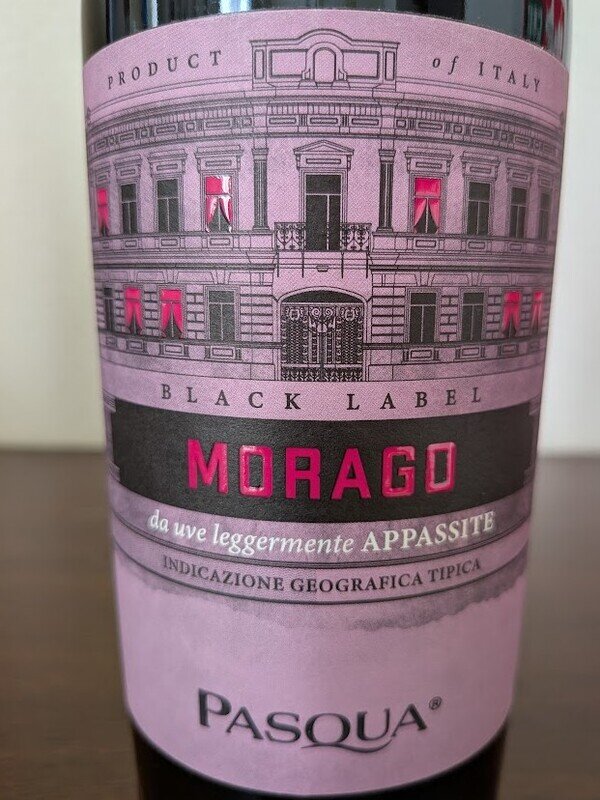 PRODUCT of ITALY
BLACK LABEL
MORAGO
da uve leggermente APPASSITE
INDICAZIONE GEOGRAFICA TIPICA
PASQUA®